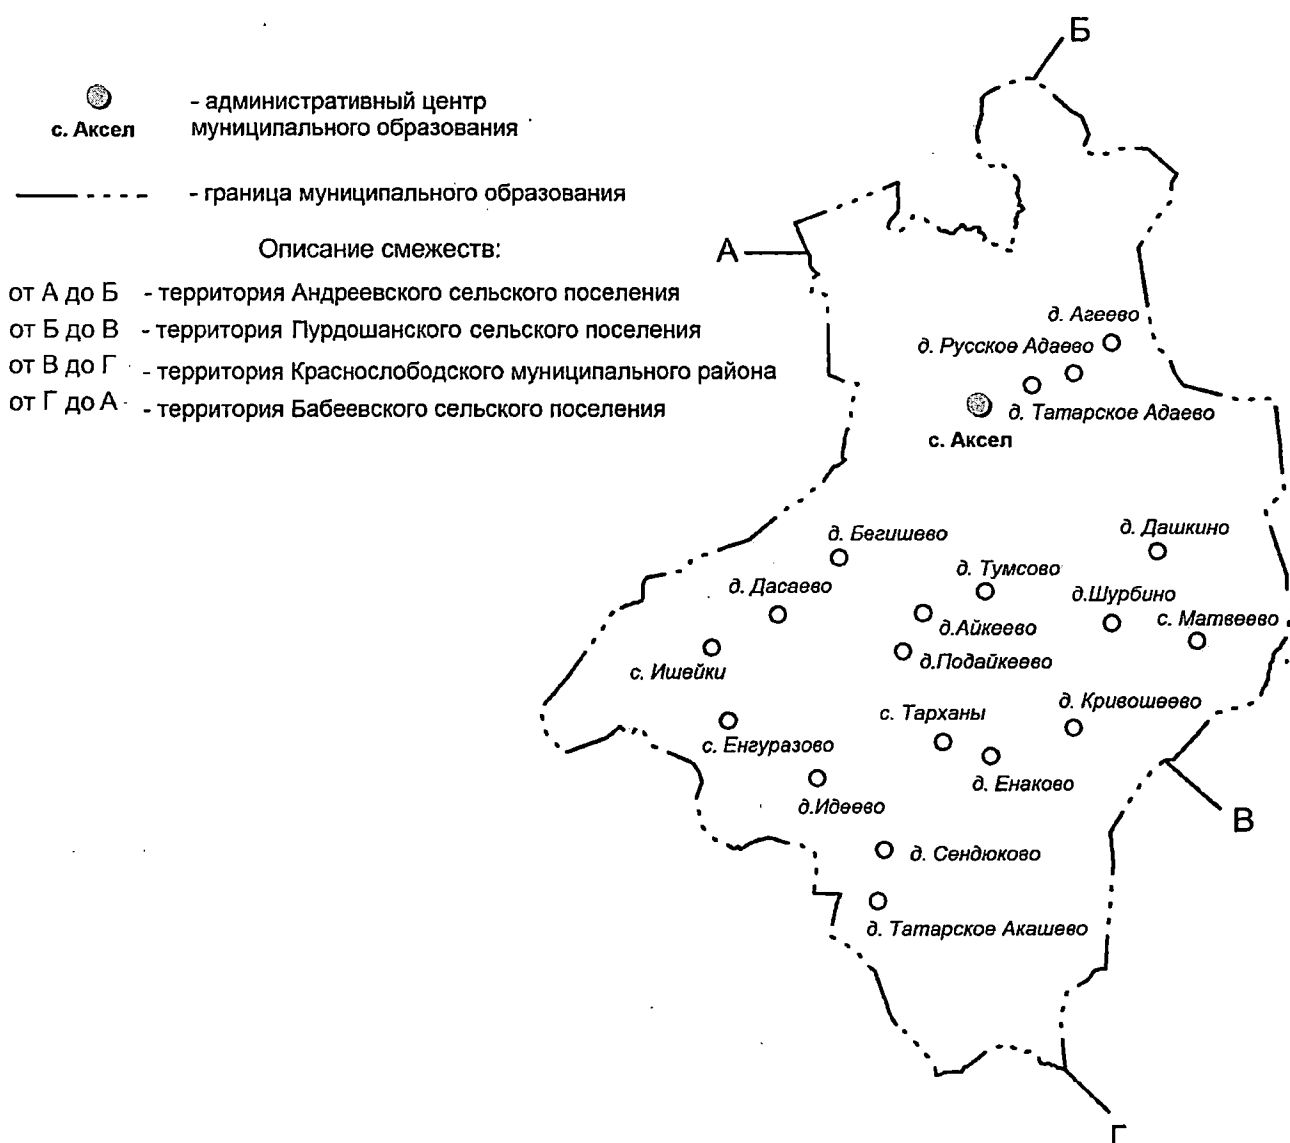 Б
- административный центр
с. Аксел муниципального образования
- граница муниципального образования
Описание смежеств:
А
от А до Б - территория Андреевского сельского поселения
от Б до В - территория Пурдошанского сельского поселения
от В до Г - территория Краснослободского муниципального района
от Г до А - территория Бабеевского сельского поселения
д. Агеево
д. Русское Адаево
д. Татарское Адаево
с. Аксел
д. Бегишево
д. Дашкино
д. Тумсово
д. Дасаево
д.Шурбино
с. Матвеево
д.Айкеево
д.Подайкеево
с. Ишейки
д. Кривошеево
с. Тарханы
с. Енгуразово
д. Енаково
д.Идеево
В
д. Сендюково
д. Татарское Акашево
Г